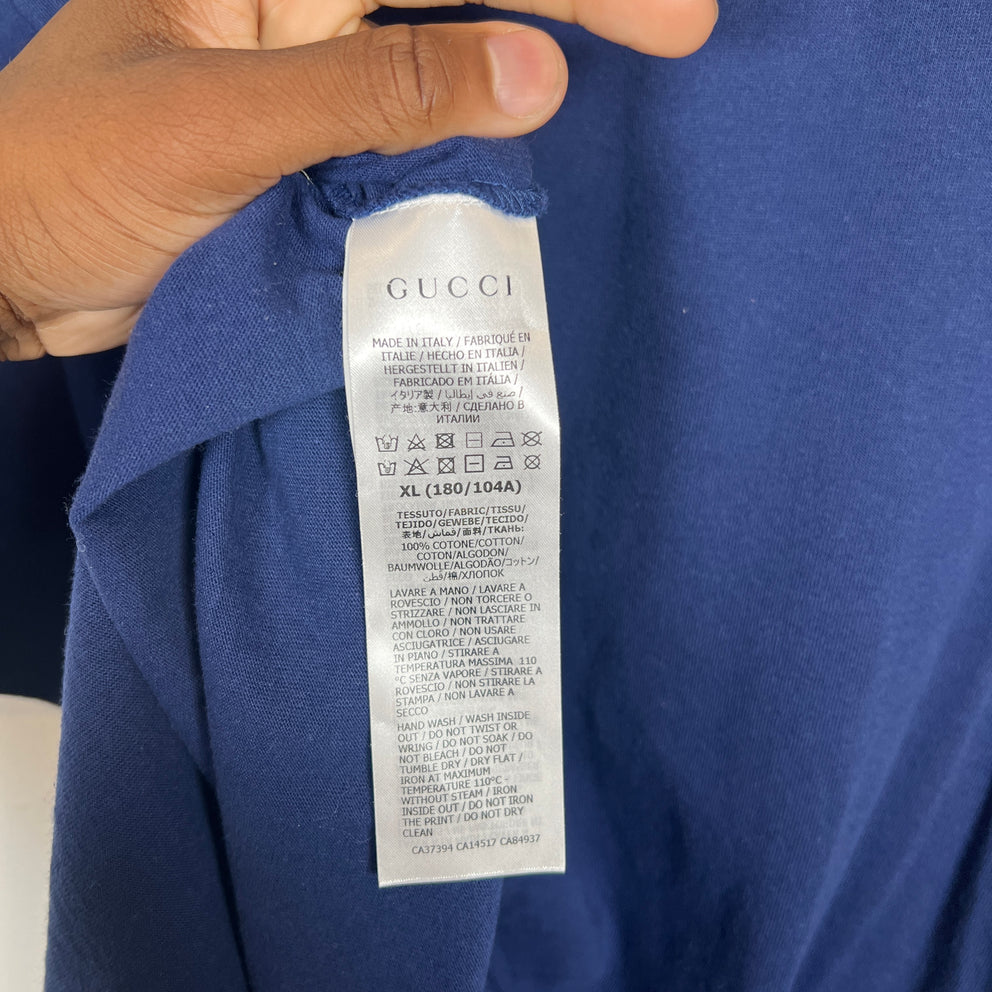 GUCCI
MADE IN ITALY / FABRIQUÉ EN
ITALIE / HECHO EN ITALIA /
HERGESTELLT IN ITALIEN /
FABRICADO EM ITÁLIA /
イタリア製 / صنع في إيطاليا /
产地:意大利 / СДЕЛАНО В
ИТАЛИИ
XL (180/104A)
TESSUTO/FABRIC/TISSU/
TEJIDO/GEWEBE/TECIDO/
表地/قماش/面料/ТКАНЬ:
100% COTONE/COTTON/
COTON/ALGODON/
BAUMWOLLE/ALGODÃO/コットン/
قطن/棉/ХЛОПОК
LAVARE A MANO / LAVARE A
ROVESCIO / NON TORCERE O
STRIZZARE / NON LASCIARE IN
AMMOLLO / NON TRATTARE
CON CLORO / NON USARE
ASCIUGATRICE / ASCIUGARE
IN PIANO / STIRARE A
TEMPERATURA MASSIMA 110
°C SENZA VAPORE / STIRARE A
ROVESCIO / NON STIRARE LA
STAMPA / NON LAVARE A
SECCO
HAND WASH / WASH INSIDE
OUT / DO NOT TWIST OR
WRING / DO NOT SOAK / DO
NOT BLEACH / DO NOT
TUMBLE DRY / DRY FLAT /
IRON AT MAXIMUM
TEMPERATURE 110°C -
WITHOUT STEAM / IRON
INSIDE OUT / DO NOT IRON
THE PRINT / DO NOT DRY
CLEAN
CA37394 CA14517 CA84937